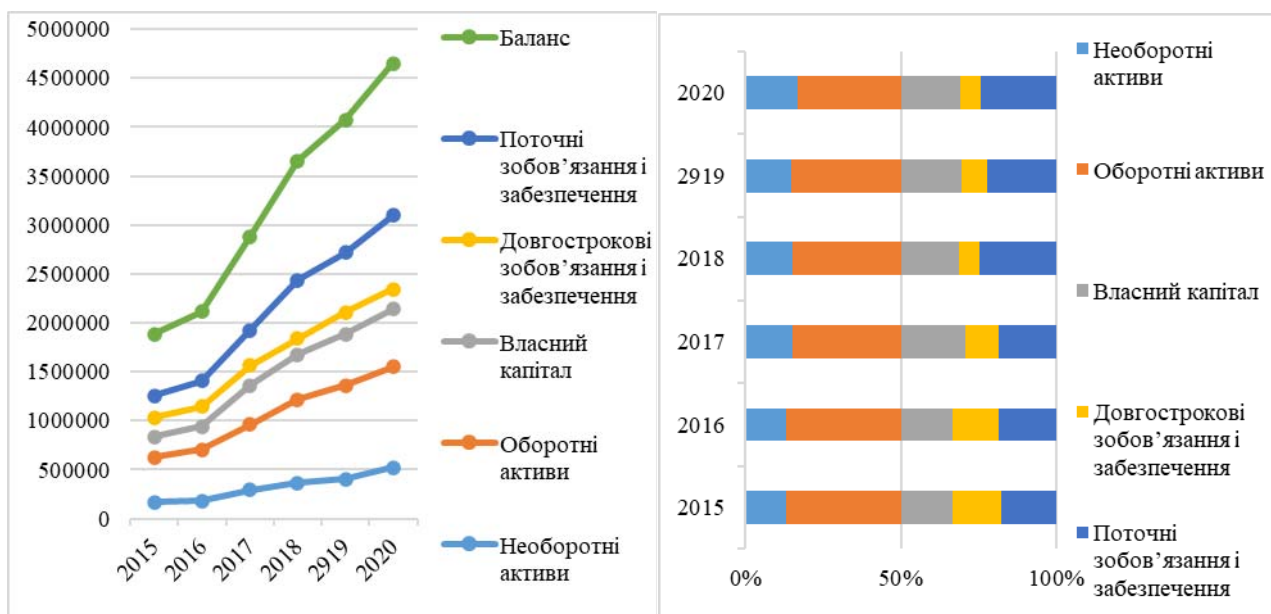 5000000
4500000
4000000
3500000
3000000
2500000
2000000
1500000
1000000
500000
0
2015
2016
2017
2018
2919
2020
Баланс
Поточні
зобов’язання і
забезпечення
Довгострокові
зобов’язання і
забезпечення
Власний
капітал
Оборотні
активи
Необоротні
активи
2020
2919
2018
2017
2016
2015
0%
50%
100%
Необоротні
активи
Оборотні активи
Власний капітал
Довгострокові
зобов’язання і
забезпечення
Поточні
зобов’язання і
забезпечення